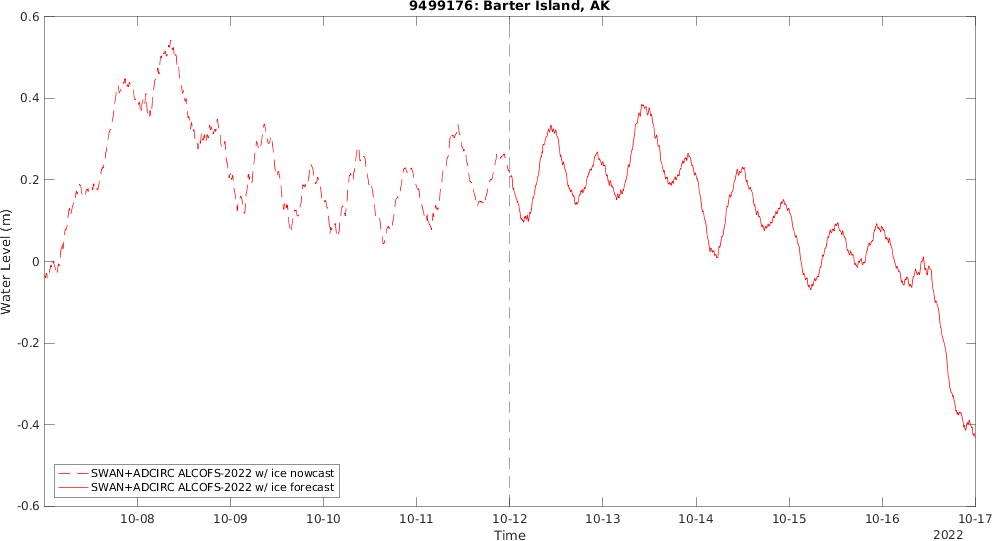 9499176: Barter Island, AK
0.6
0.4
0.2
0
-0.2
-0.4
-0.6
Water Level (m)
SWAN+ADCIRC ALCOFS-2022 w/ ice nowcast
SWAN+ADCIRC ALCOFS-2022 w/ ice forecast
10-08 10-09 10-10 10-11 10-12 10-13 10-14 10-15 10-16 10-17
Time
2022